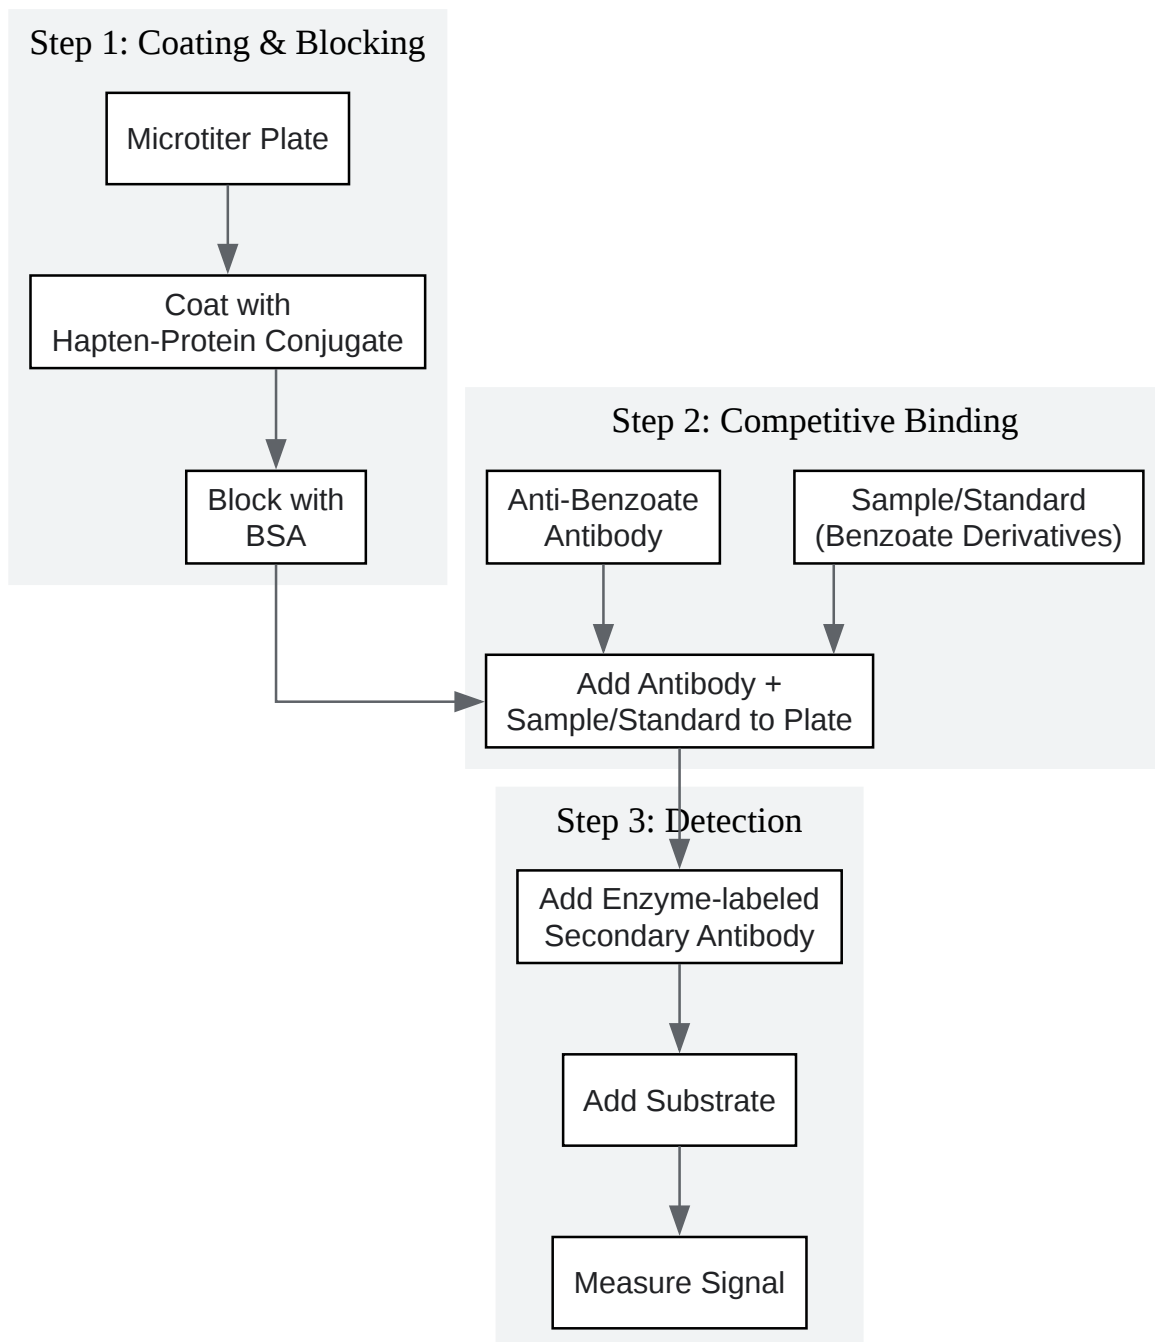 Step 1: Coating & Blocking
Microtiter Plate
Coat with
Hapten-Protein Conjugate
Block with
BSA
Step 2: Competitive Binding
Anti-Benzoate
Antibody
Sample/Standard
(Benzoate Derivatives)
Add Antibody +
Sample/Standard to Plate
Step 3: Detection
Add Enzyme-labeled
Secondary Antibody
Add Substrate
Measure Signal